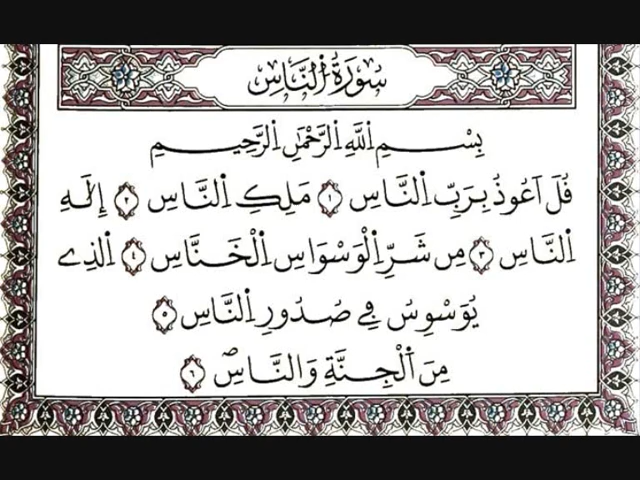 سُورَةُ النَّاسِ
بِسْمِ اللَّهِ الرَّحْمَٰنِ الرَّحِيمِ
قُلْ أَعُوذُ بِرَبِّ النَّاسِ ﴿١﴾ مَلِكِ النَّاسِ ﴿٢﴾ إِلَٰهِ
النَّاسِ ﴿٣﴾ مِن شَرِّ الْوَسْوَاسِ الْخَنَّاسِ ﴿٤﴾ الَّذِي
يُوَسْوِسُ فِي صُدُورِ النَّاسِ ﴿٥﴾
مِنَ الْجِنَّةِ وَالنَّاسِ ﴿٦﴾